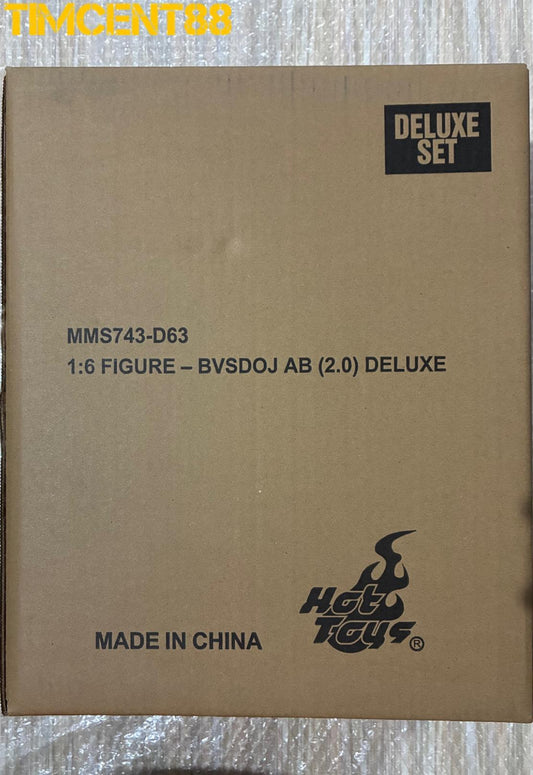 TIMCENT88
DELUXE
SET
MMS743-D63
1:6 FIGURE – BVSDOJ AB (2.0) DELUXE
Hot
Toys®
MADE IN CHINA